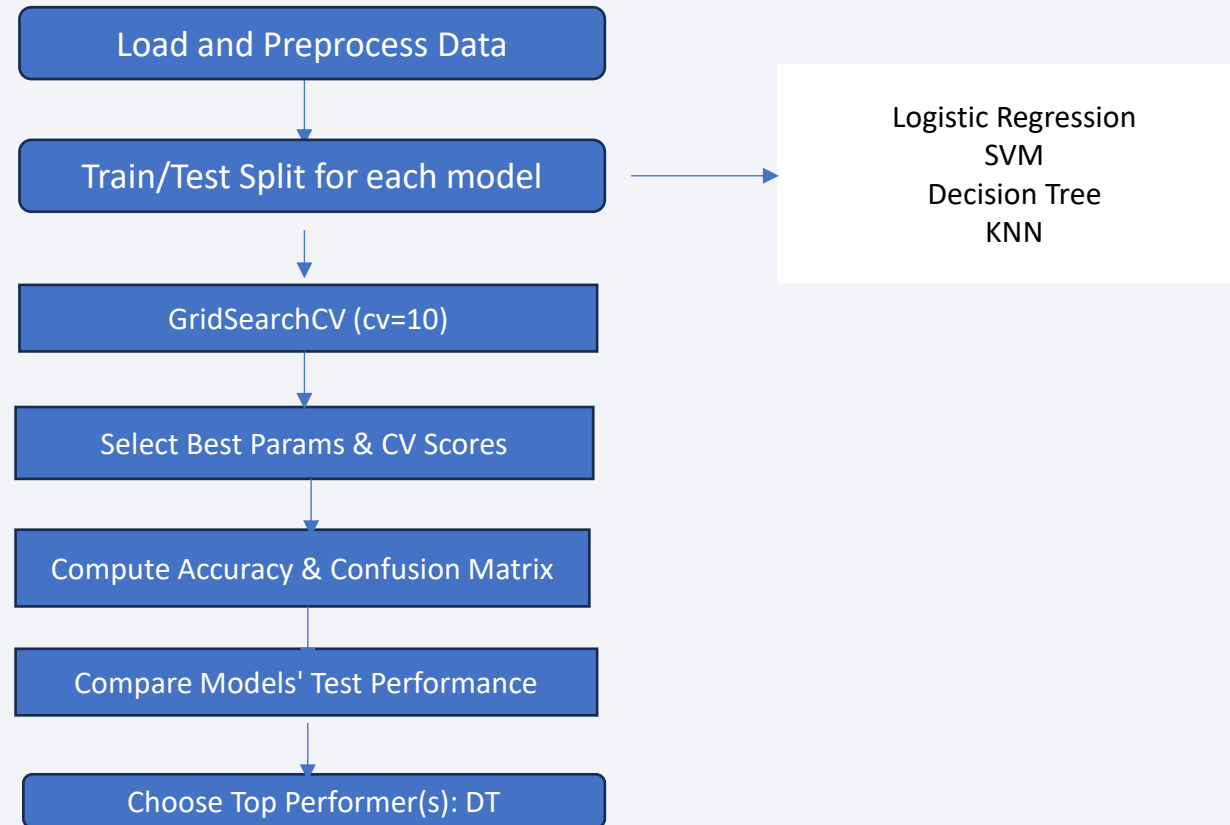 Load and Preprocess Data
Train/Test Split for each model
Logistic Regression
SVM
Decision Tree
KNN
GridSearchCV (cv=10)
Select Best Params & CV Scores
Compute Accuracy & Confusion Matrix
Compare Models' Test Performance
Choose Top Performer(s): DT